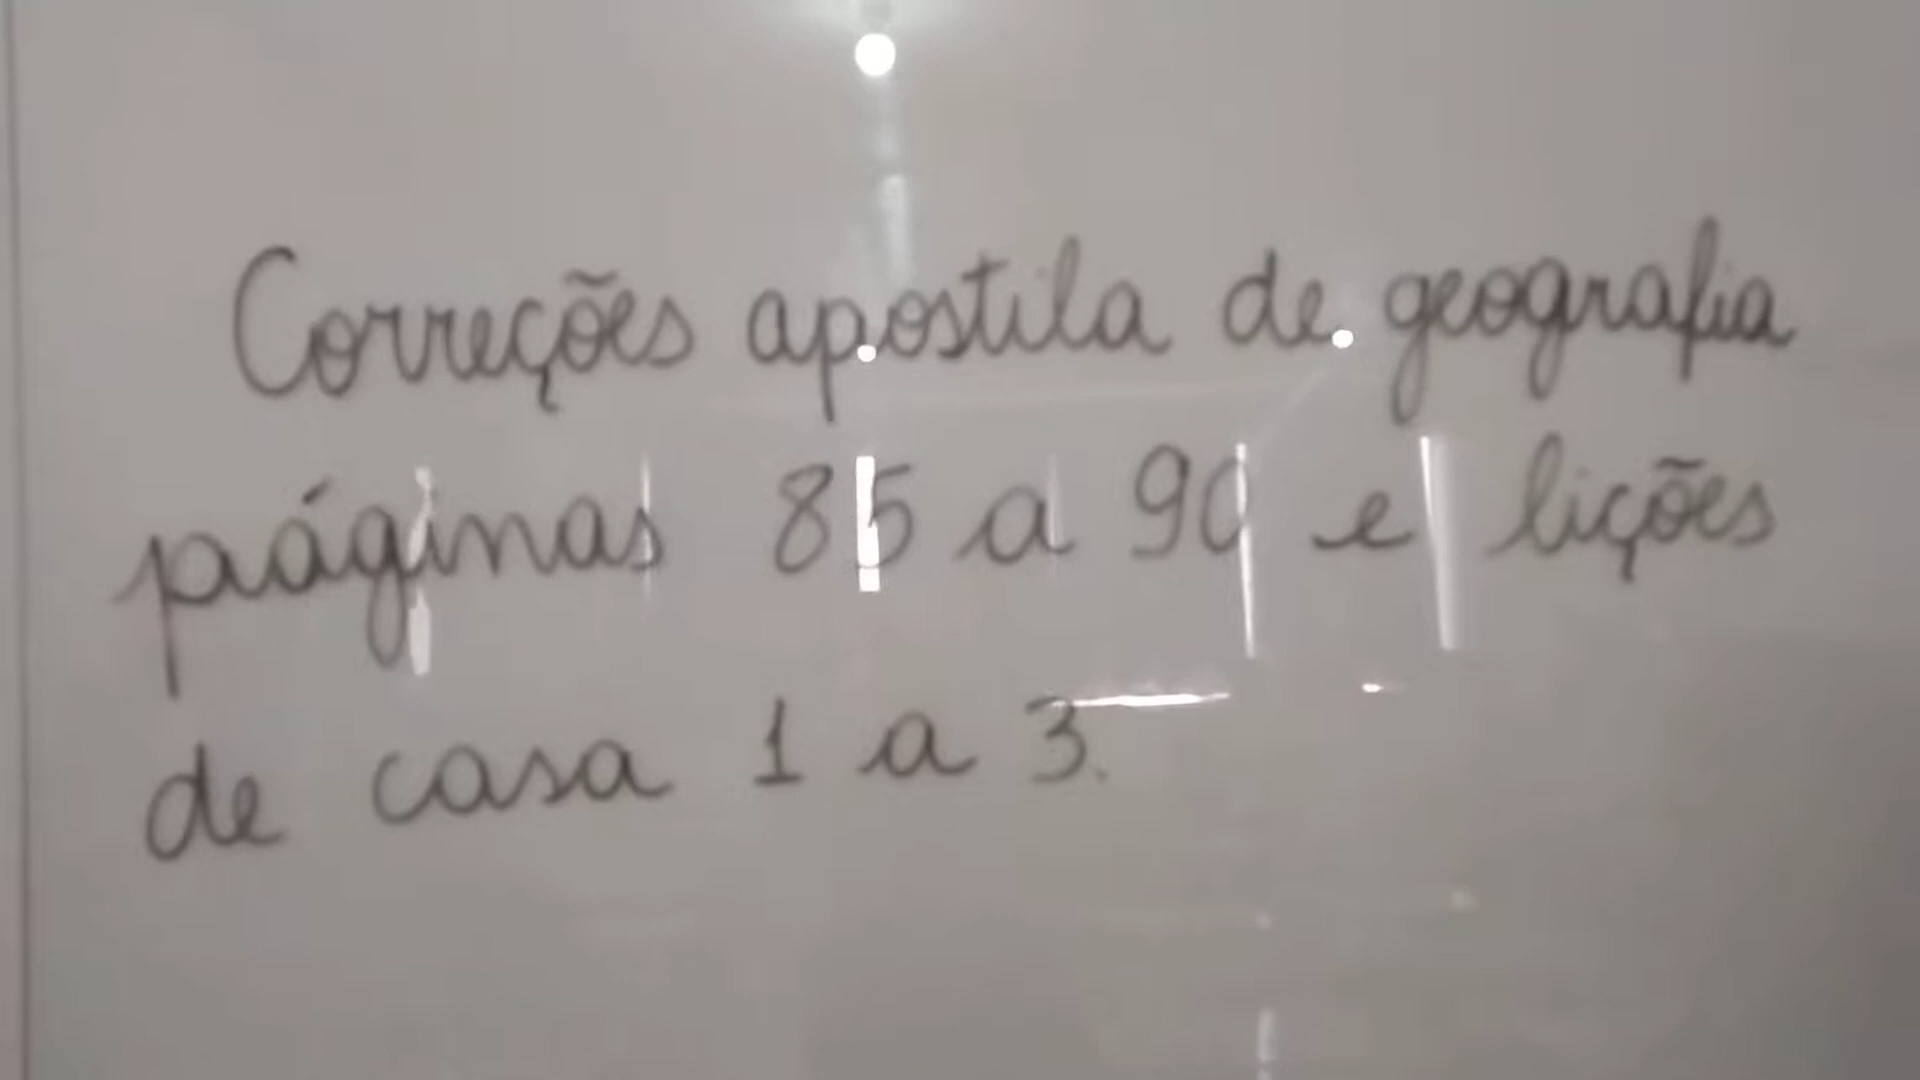 Correções apostila de geografia
páginas 85 a 90 e lições
de casa 1 a 3.